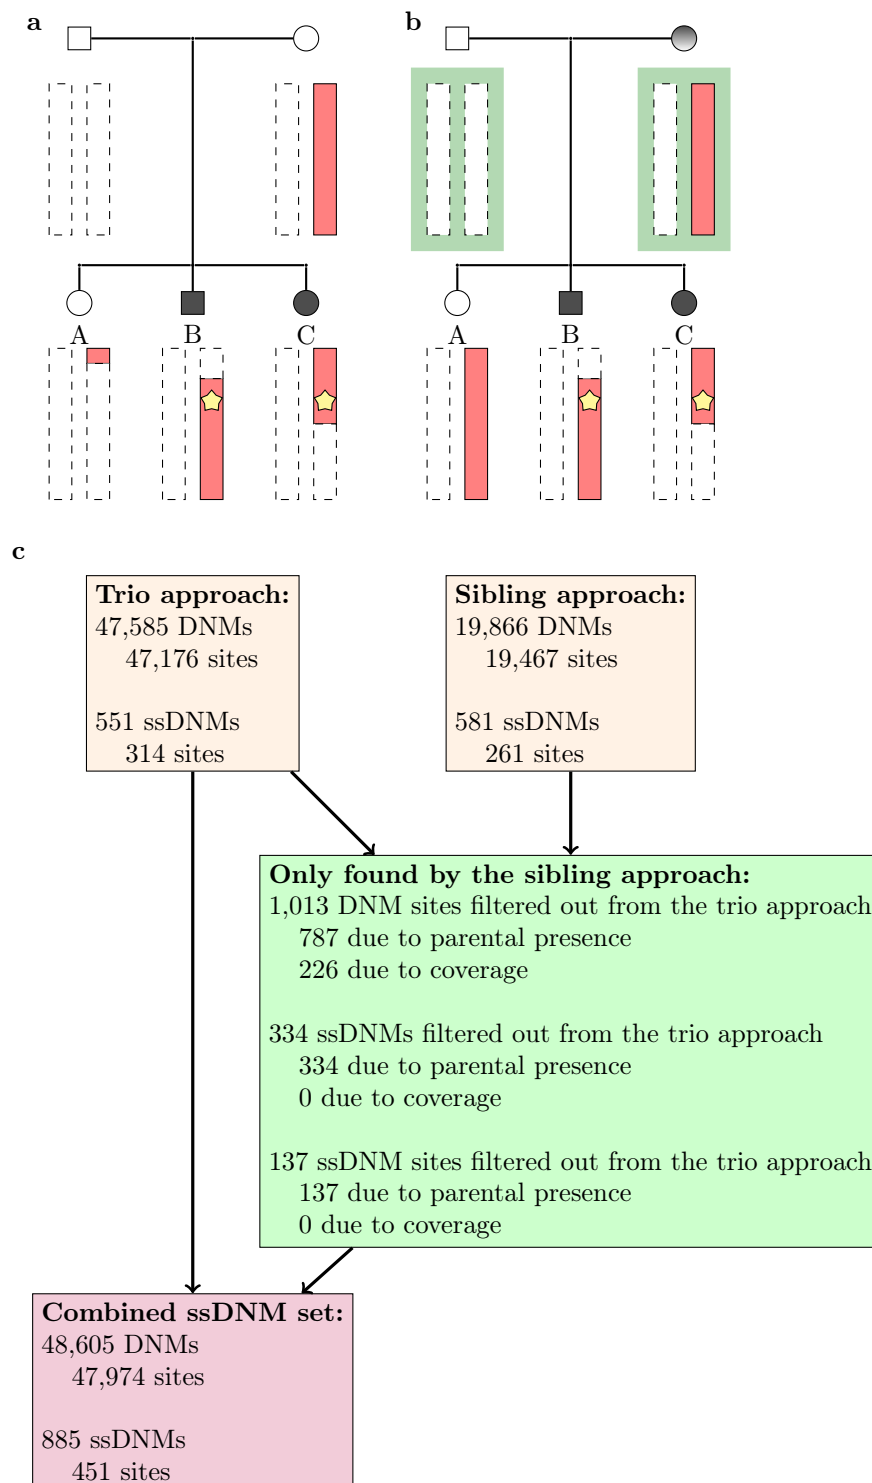 a
b
A
B
C
A
B
C
c
Trio approach:
47,585 DNMs
47,176 sites
551 ssDNMs
314 sites
Sibling approach:
19,866 DNMs
19,467 sites
581 ssDNMs
261 sites
Only found by the sibling approach:
1,013 DNM sites filtered out from the trio approach
787 due to parental presence
226 due to coverage
334 ssDNMs filtered out from the trio approach
334 due to parental presence
0 due to coverage
137 ssDNM sites filtered out from the trio approach
137 due to parental presence
0 due to coverage
Combined ssDNM set:
48,605 DNMs
47,974 sites
885 ssDNMs
451 sites